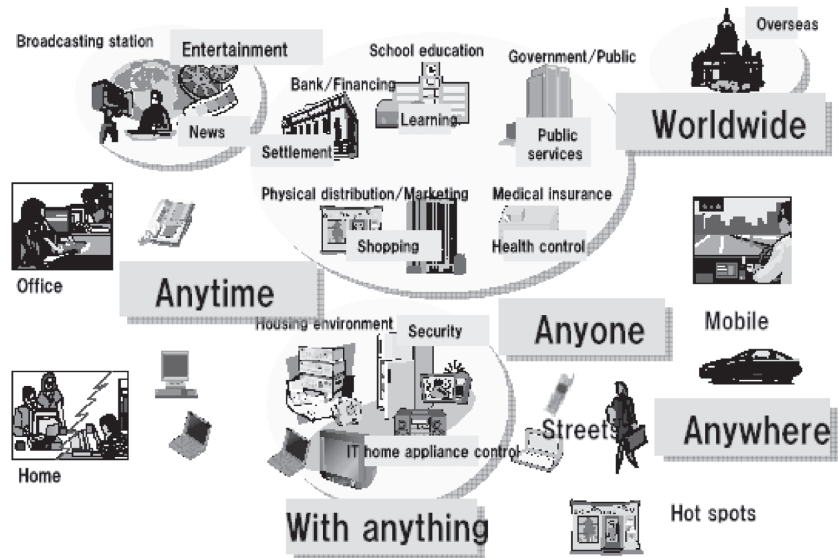 Broadcasting station
Entertainment
News
School education
Bank/Financing
Learning
Settlement
Government/Public
Public
services
Overseas
Worldwide
Physical distribution/Marketing
Shopping
Medical insurance
Health control
Office
Anytime
Housing environment
Security
Anyone
Mobile
Home
Streets
Anywhere
IT home appliance control
With anything
Hot spots